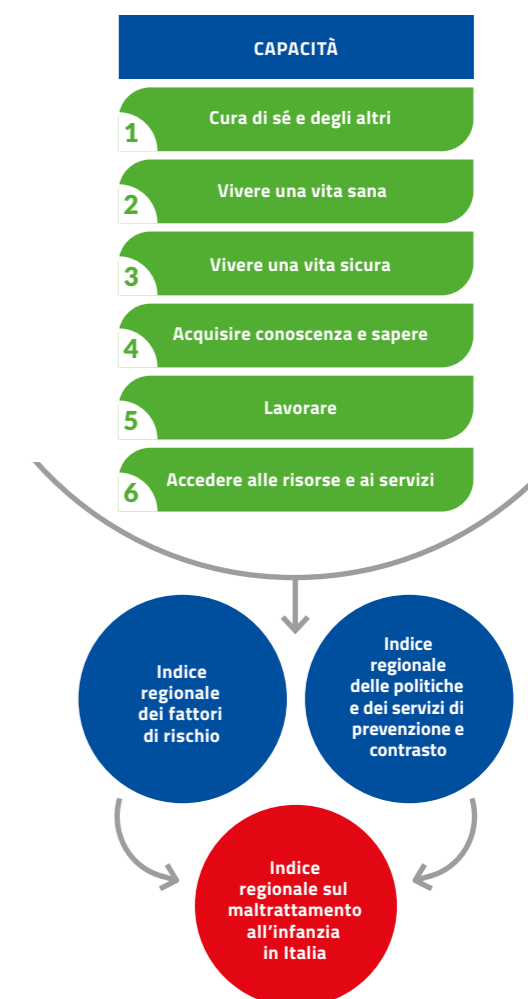 CAPACITÀ
1
Cura di sé e degli altri
2
Vivere una vita sana
3
Vivere una vita sicura
4
Acquisire conoscenza e sapere
5
Lavorare
6
Accedere alle risorse e ai servizi
Indice
regionale
dei fattori
di rischio
Indice
regionale
delle politiche
e dei servizi di
prevenzione e
contrasto
Indice
regionale sul
maltrattamento
all'infanzia
in Italia